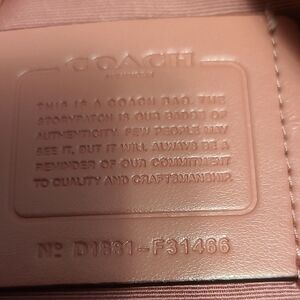 COACH
THIS IS A COACH BAG. THE
STORYPATCH IS OUR BADGE OF
AUTHENTICITY. FEW PEOPLE MAY
SEE IT, BUT IT WILL ALWAYS BE A
REMINDER OF OUR COMMITMENT
TO QUALITY AND CRAFTSMANSHIP.
Nº D1881-F31466